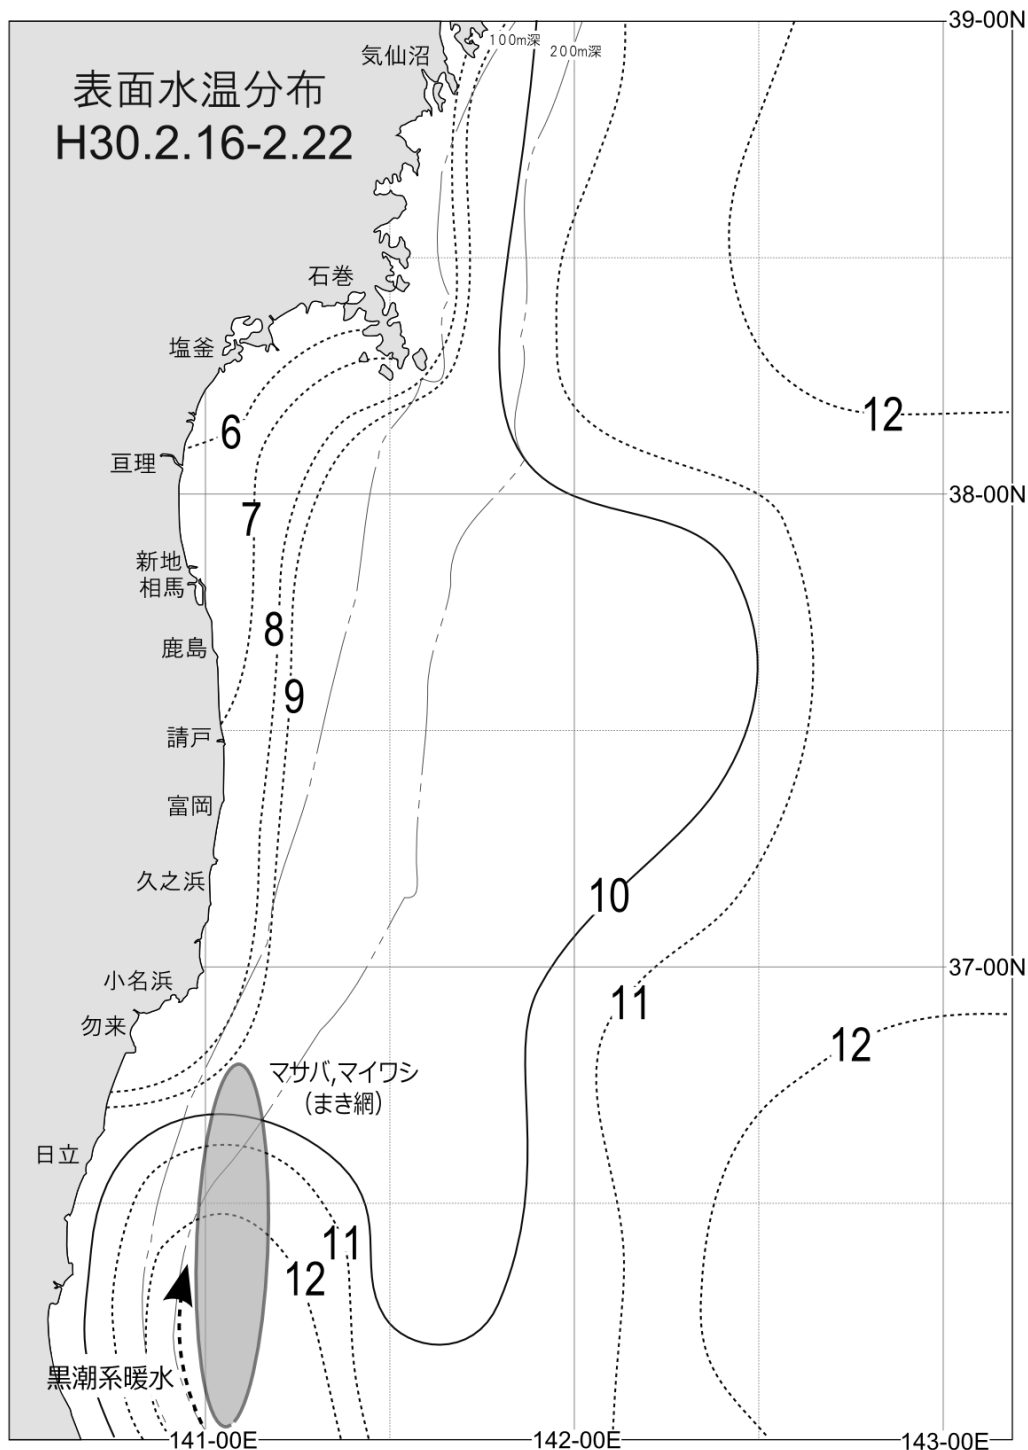 39-00N
100m深
200m深
気仙沼
表面水温分布
H30.2.16-2.22
石巻
塩釜
12
6
亘理
38-00N
7
新地
相馬
8
鹿島
9
請戸
富岡
久之浜
10
37-00N
小名浜
11
勿来
12
マサバ,マイワシ
(まき網)
日立
11
12
黒潮系暖水
141-00E
142-00E
143-00E